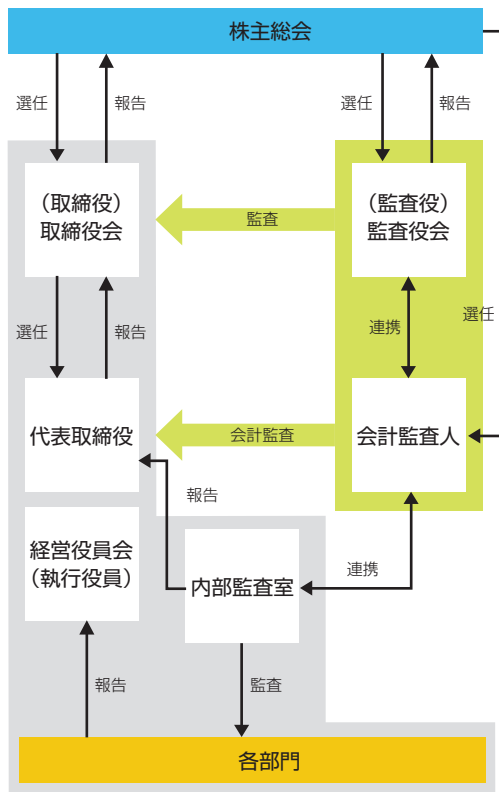 株主総会
選任
報告
選任
報告
(取締役)
取締役会
監査
(監査役)
監査役会
選任
報告
連携
選任
代表取締役
会計監査
会計監査人
報告
経営役員会
(執行役員)
内部監査室
連携
報告
監査
各部門